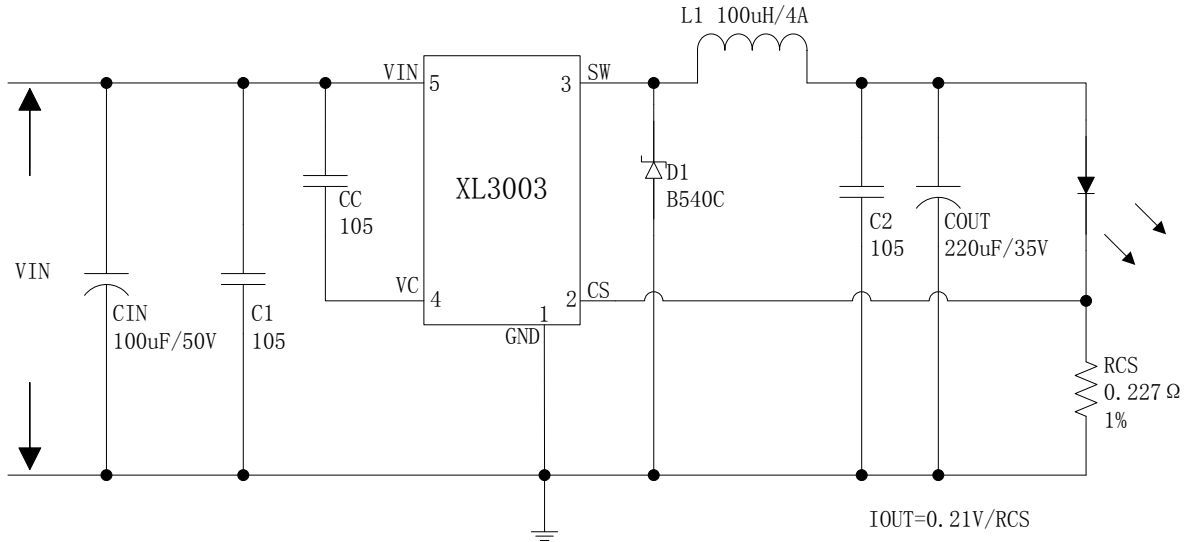 L1 100uH/4A
VIN
5
3
SW
XL3003
CC
105
D1
B540C
C2
105
COUT
220uF/35V
VIN
VC
4
2
CS
1
GND
CIN
100uF/50V
C1
105
RCS
0.227Ω
1%
IOUT=0.21V/RCS